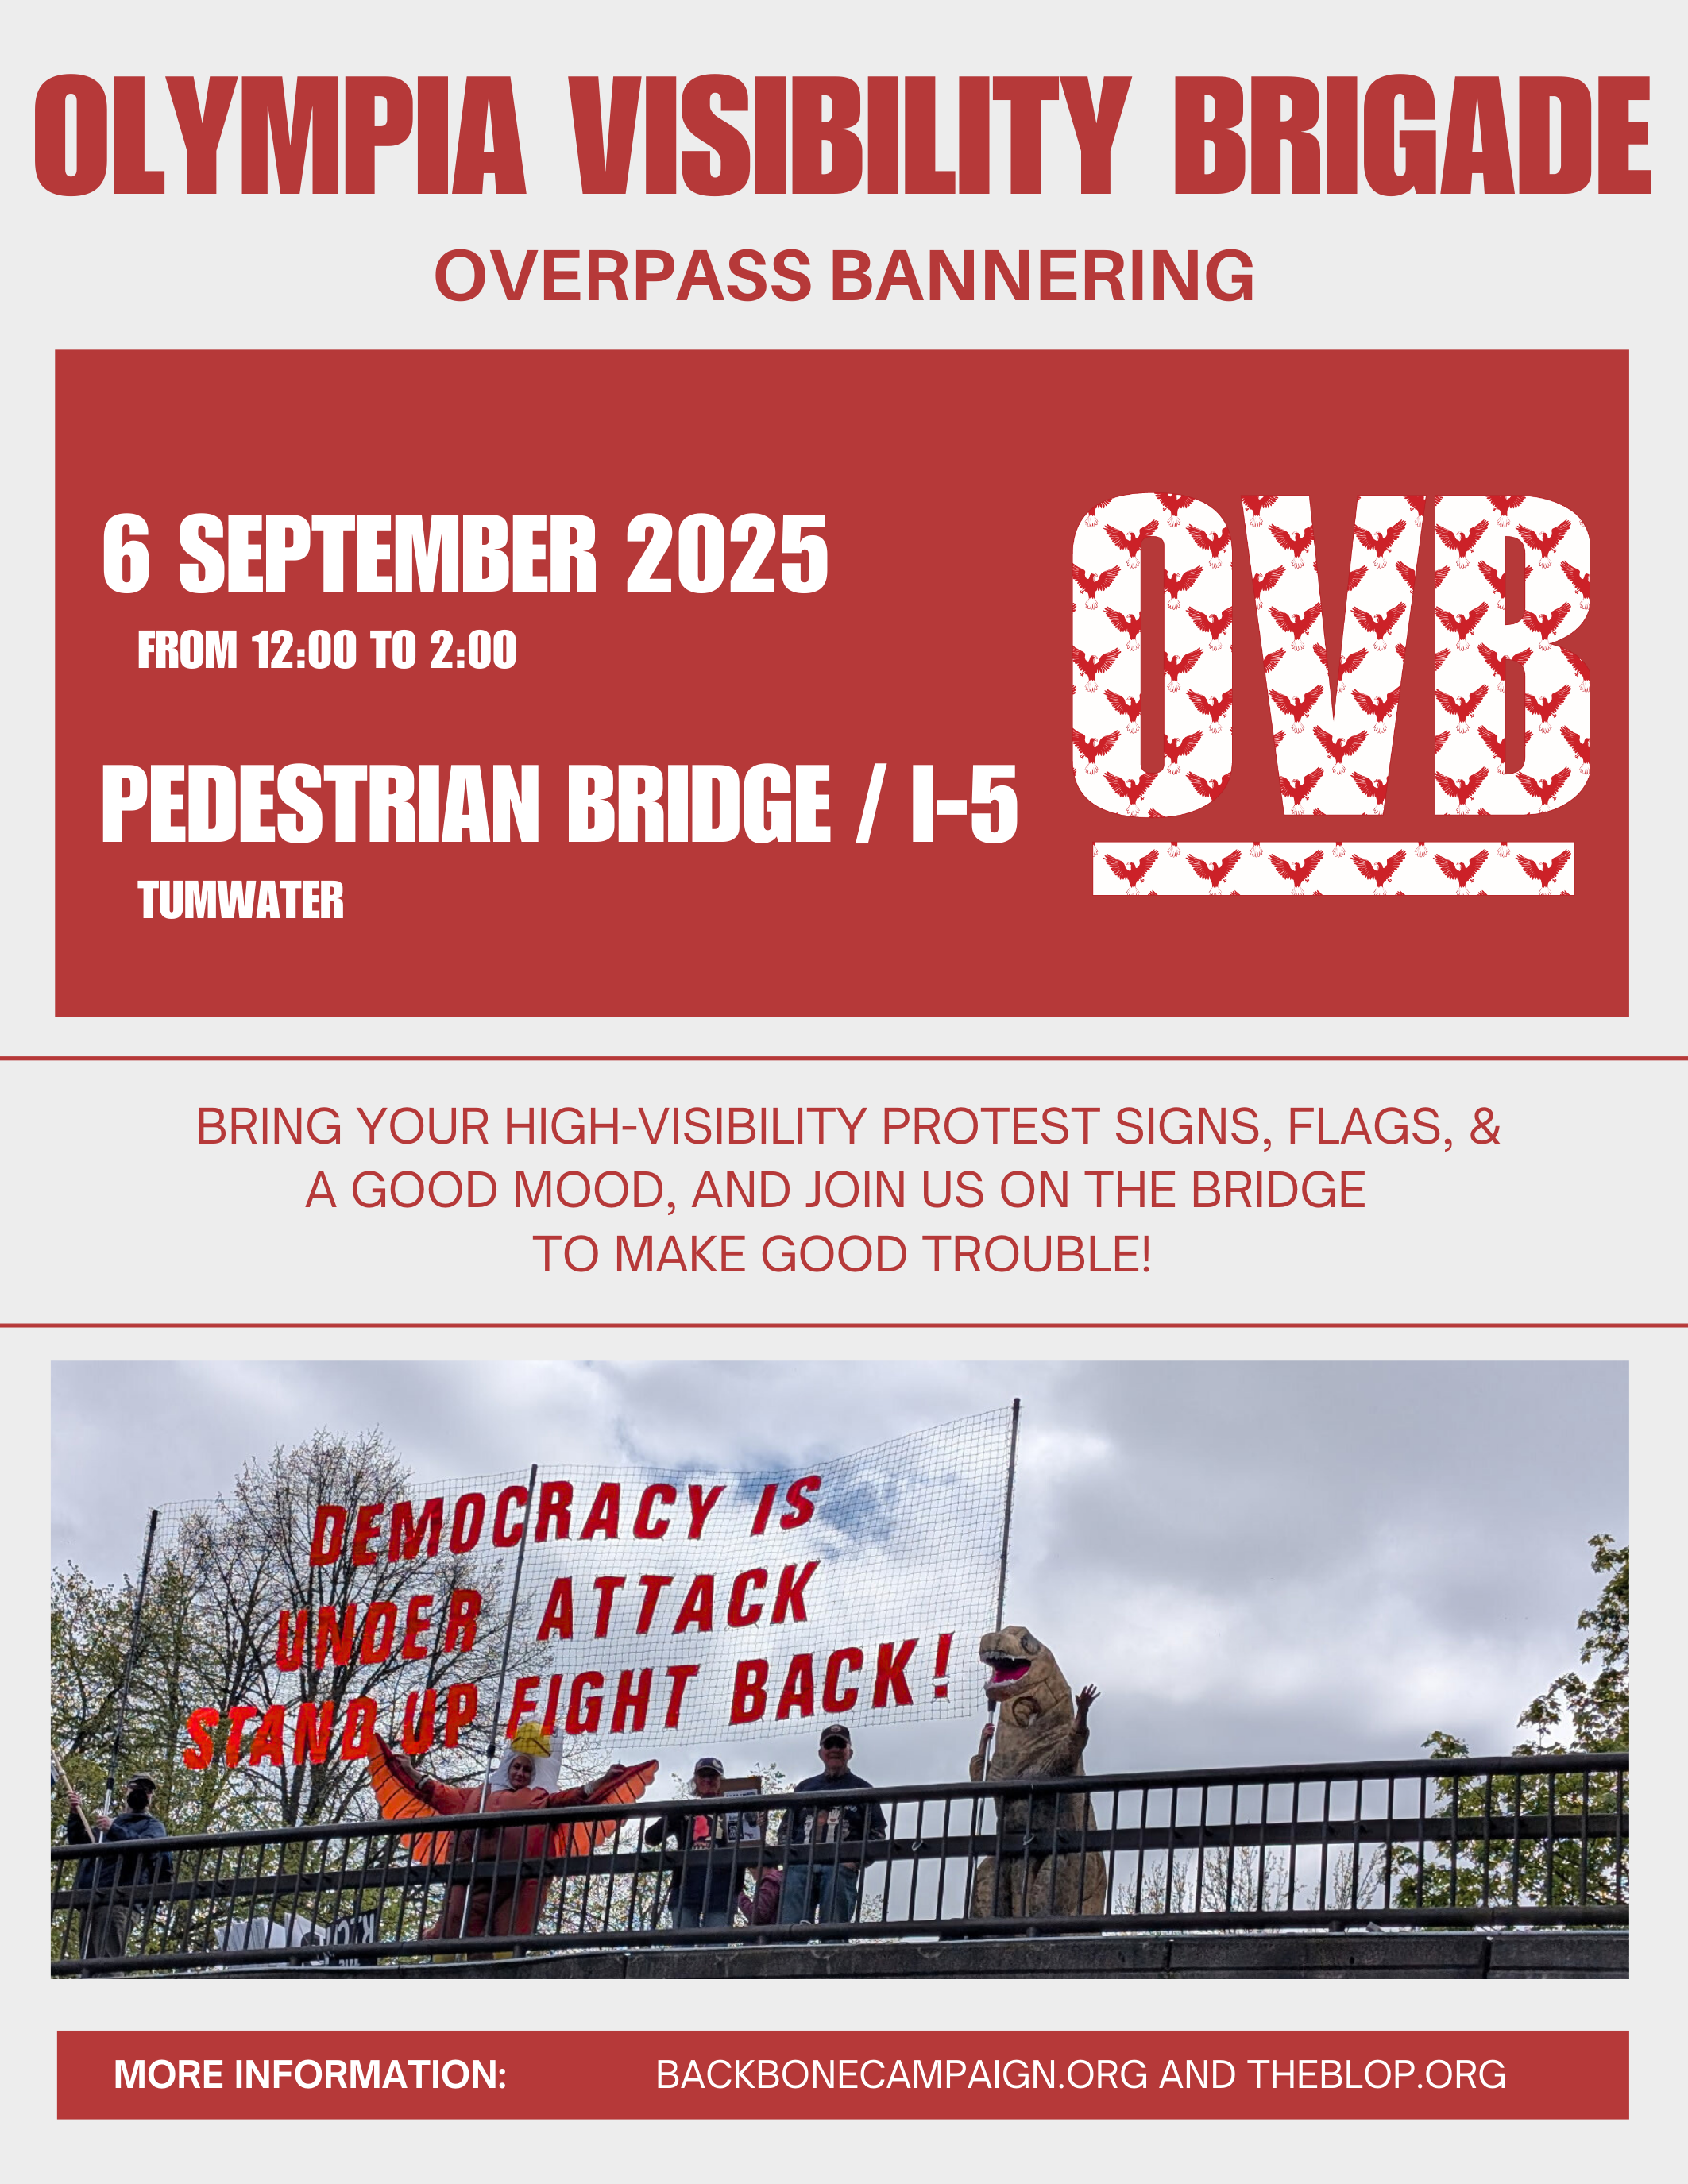 OLYMPIA VISIBILITY BRIGADE
OVERPASS BANNERING
6 SEPTEMBER 2025
FROM 12:00 TO 2:00
PEDESTRIAN BRIDGE / I-5
TUMWATER
OVB
BRING YOUR HIGH-VISIBILITY PROTEST SIGNS, FLAGS, &
A GOOD MOOD, AND JOIN US ON THE BRIDGE
TO MAKE GOOD TROUBLE!
DEMOCRACY IS
UNDER ATTACK
STAND UP FIGHT BACK!
MORE INFORMATION: BACKBONECAMPAIGN.ORG AND THEBLOP.ORG